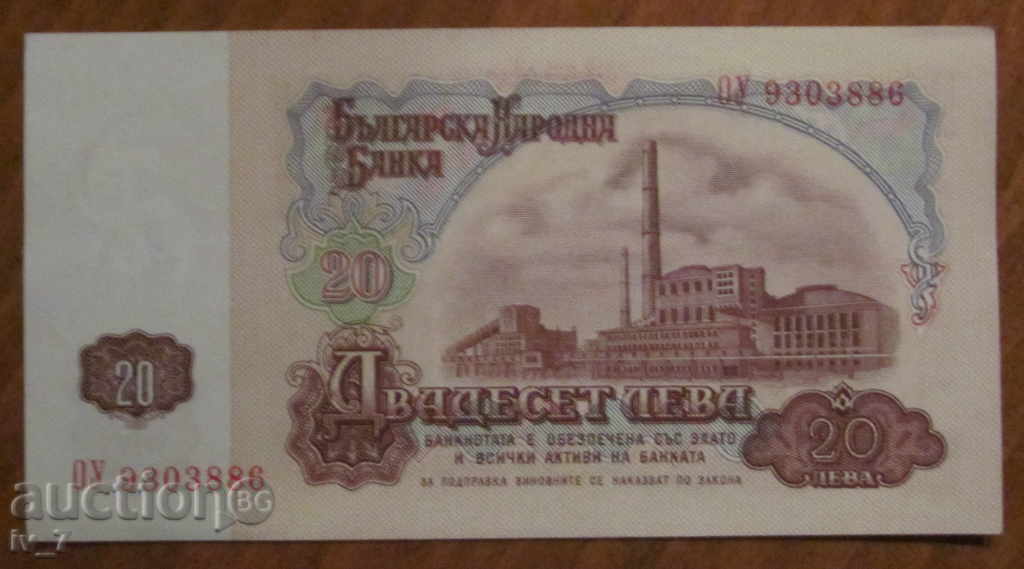 ОУ 9303886
БЪЛГАРСКА НАРОДНА
БАНКА
20
20
ДВАДЕСЕТ ЛЕВА
БАНКНОТАТА Е ОБЕЗПЕЧЕНА СЪС ЗЛАТО
И ВСИЧКИ АКТИВИ НА БАНКАТА
ЗА ПОДПРАВКА ВИНОВНИТЕ СЕ НАКАЗВАТ ПО ЗАКОНА
20
ЛЕВА
ОУ 9303886
auction BG
iv_7